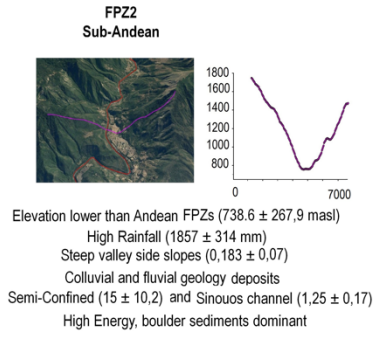 FPZ2
Sub-Andean
1800
1600
1400
1200
1000
800
0
7000
Elevation lower than Andean FPZs (738.6 ± 267,9 masl)
High Rainfall (1857 ± 314 mm)
Steep valley side slopes (0,183 ± 0,07)
Colluvial and fluvial geology deposits
Semi-Confined (15 ± 10,2) and Sinouos channel (1,25 ± 0,17)
High Energy, boulder sediments dominant